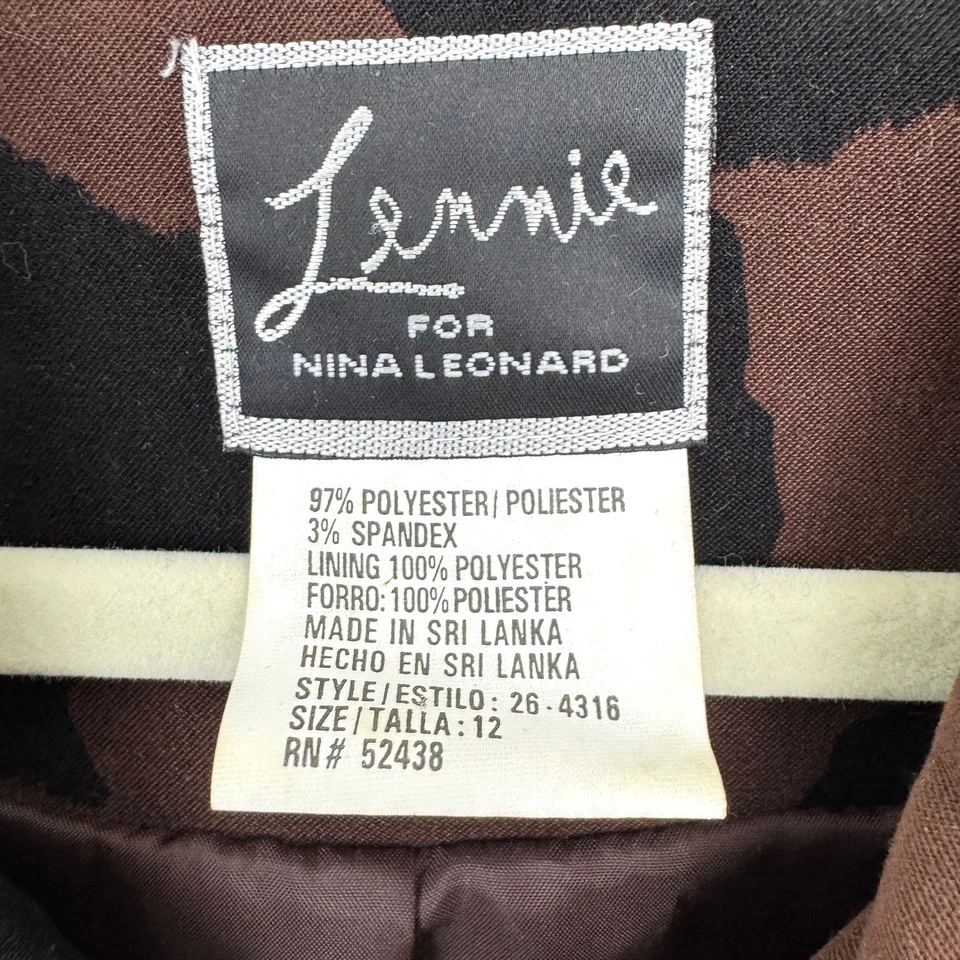 Lennie
FOR
NINA LEONARD
97% POLYESTER/POLIESTER
3% SPANDEX
LINING 100% POLYESTER
FORRO: 100% POLIESTER
MADE IN SRI LANKA
HECHO EN SRI LANKA
STYLE/ESTILO: 26-4316
SIZE/TALLA: 12
RN# 52438